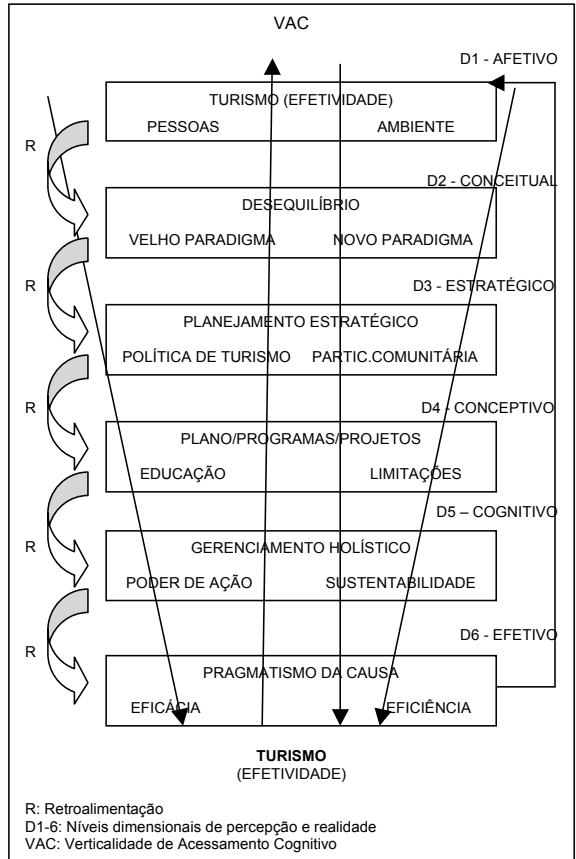 VAC
D1 - AFETIVO
TURISMO (EFETIVIDADE)
PESSOAS AMBIENTE
R
D2 - CONCEITUAL
DESEQUILÍBRIO
VELHO PARADIGMA NOVO PARADIGMA
R
D3 - ESTRATÉGICO
PLANEJAMENTO ESTRATÉGICO
POLÍTICA DE TURISMO PARTIC.COMUNITÁRIA
R
D4 - CONCEPTIVO
PLANO/PROGRAMAS/PROJETOS
EDUCAÇÃO LIMITAÇÕES
R
D5 – COGNITIVO
GERENCIAMENTO HOLÍSTICO
PODER DE AÇÃO SUSTENTABILIDADE
R
D6 - EFETIVO
PRAGMATISMO DA CAUSA
EFICÁCIA EFICIÊNCIA
TURISMO
(EFETIVIDADE)
R: Retroalimentação
D1-6: Níveis dimensionais de percepção e realidade
VAC: Verticalidade de Acessamento Cognitivo